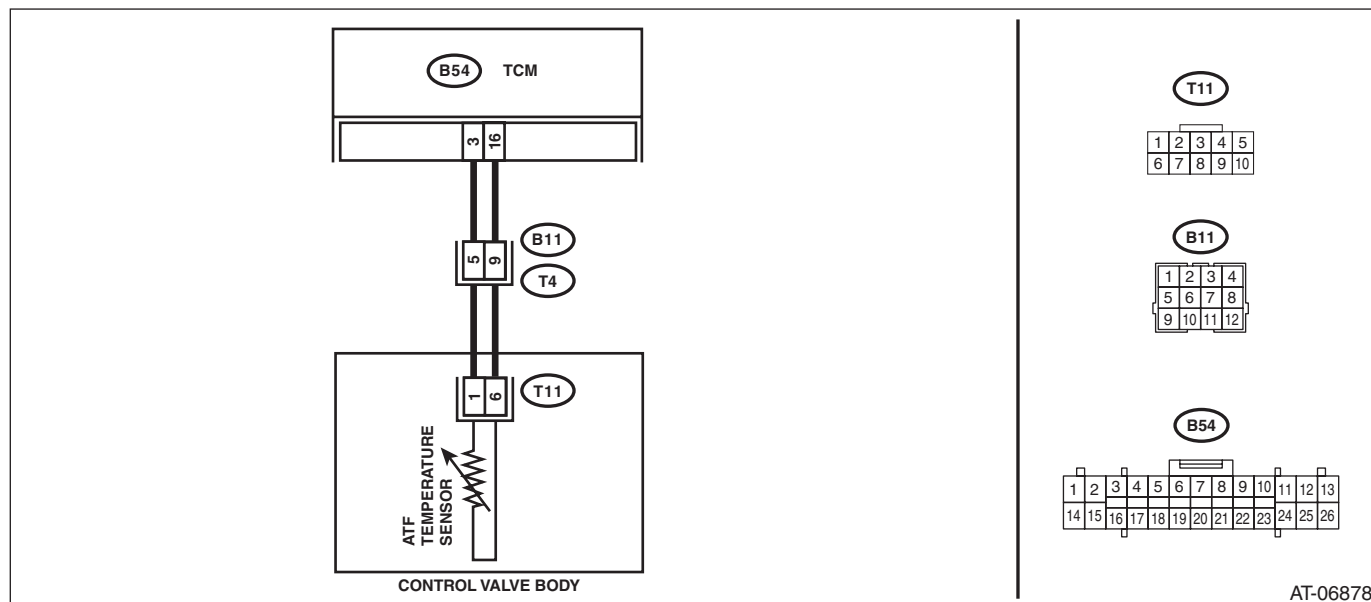 B54 TCM
3 16
5 9
B11
T4
1 6
T11
ATF
TEMPERATURE
SENSOR
CONTROL VALVE BODY
T11
1 2 3 4 5
6 7 8 9 10
B11
1 2 3 4
5 6 7 8
9 10 11 12
B54
1 2 3 4 5 6 7 8 9 10 11 12 13
14 15 16 17 18 19 20 21 22 23 24 25 26
AT-06878